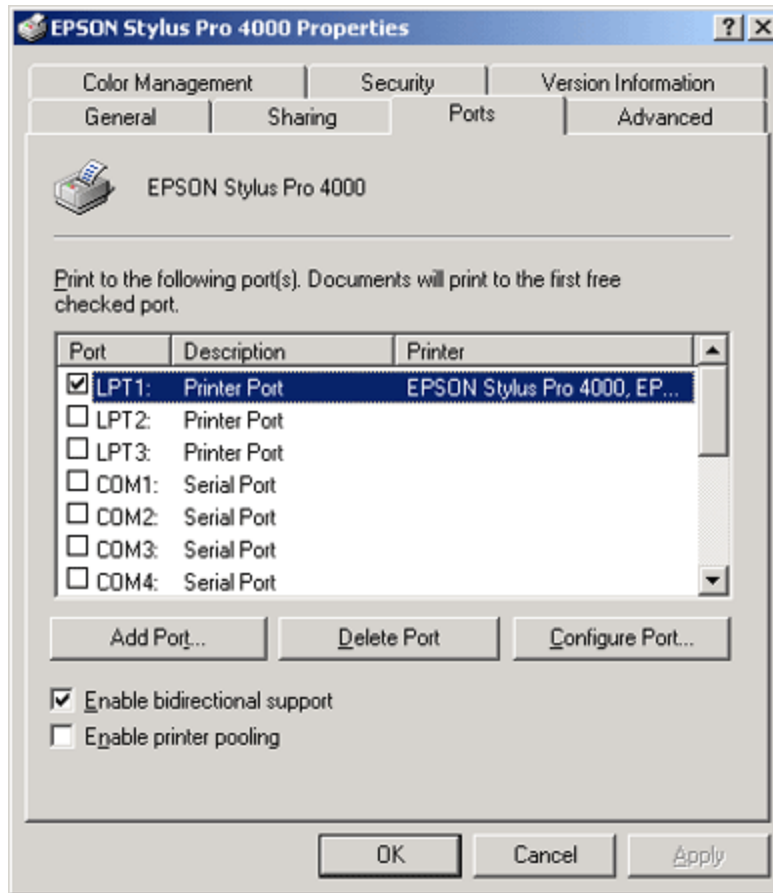 EPSON Stylus Pro 4000 Properties
Color Management Security Version Information
General Sharing Ports Advanced
EPSON Stylus Pro 4000
Print to the following port(s). Documents will print to the first free
checked port.
Port Description Printer
LPT1: Printer Port EPSON Stylus Pro 4000, EP...
LPT2: Printer Port
LPT3: Printer Port
COM1: Serial Port
COM2: Serial Port
COM3: Serial Port
COM4: Serial Port
Add Port... Delete Port Configure Port...
Enable bidirectional support
Enable printer pooling
OK Cancel Apply